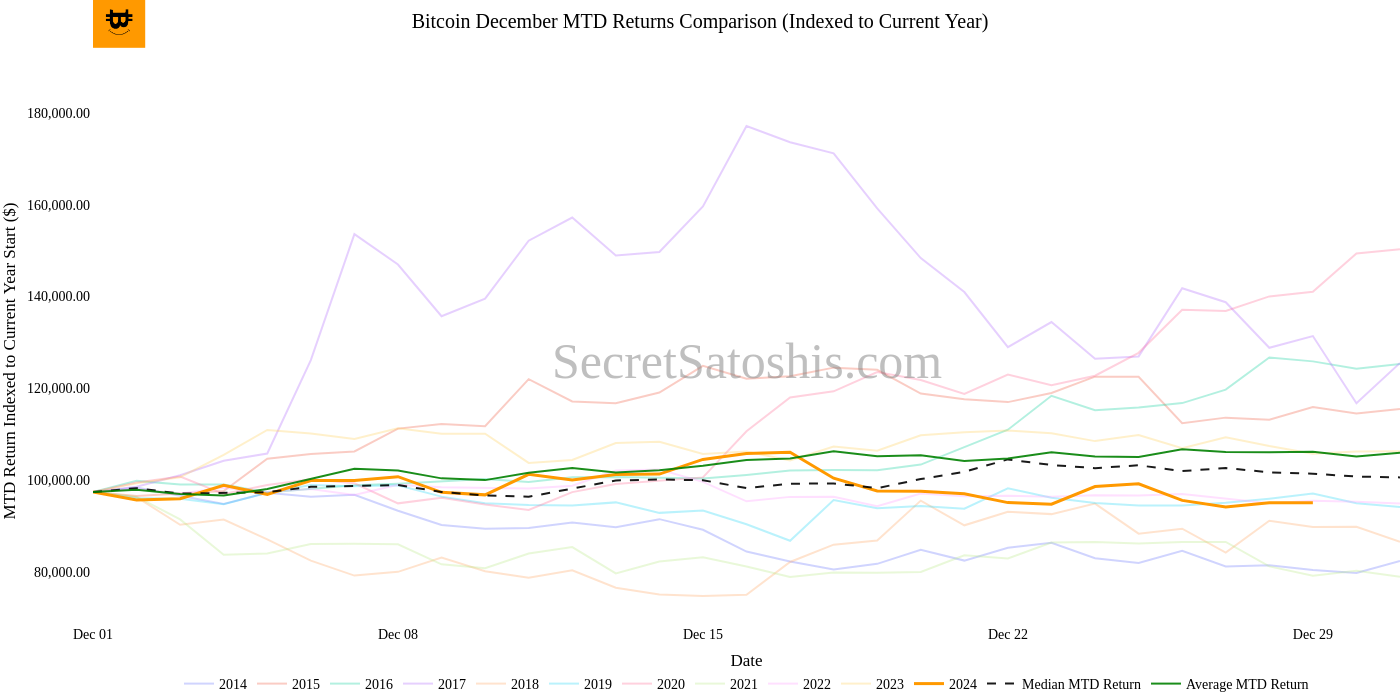 Bitcoin December MTD Returns Comparison (Indexed to Current Year)
MTD Return Indexed to Current Year Start ($)
180,000.00
160,000.00
140,000.00
120,000.00
100,000.00
80,000.00
SecretSatoshis.com
Dec 01 Dec 08 Dec 15 Dec 22 Dec 29
Date
2014 2015 2016 2017 2018 2019 2020 2021 2022 2023 2024 Median MTD Return Average MTD Return